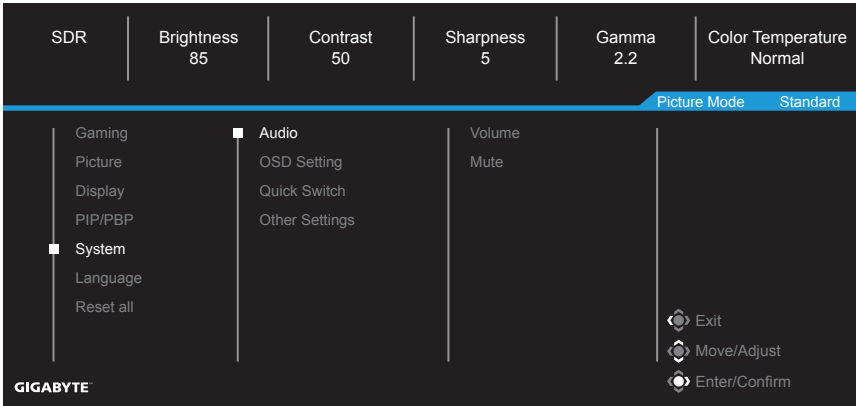 SDR Brightness Contrast Sharpness Gamma Color Temperature
85 50 5 2.2 Normal
Picture Mode Standard
Gaming Audio Volume
Picture OSD Setting Mute
Display Quick Switch
PIP/PBP Other Settings
System
Language
Reset all
Exit
Move/Adjust
GIGABYTE™ Enter/Confirm